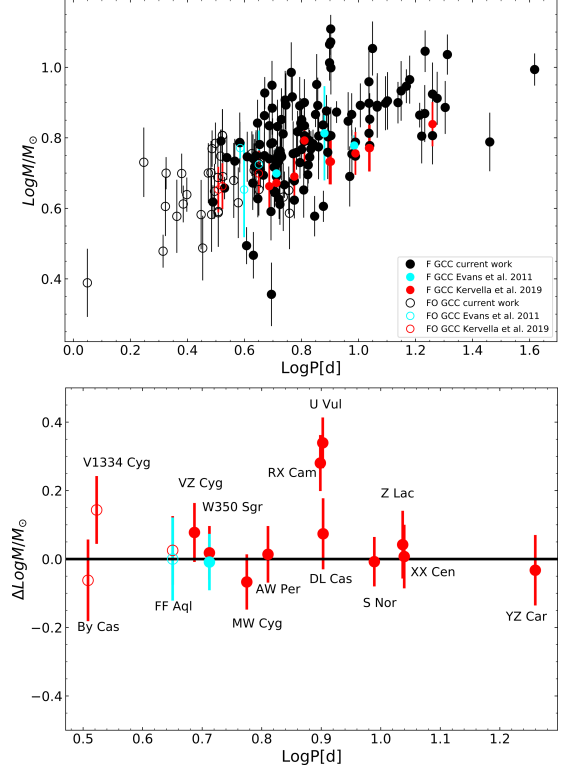 LogM/M⊙
1.0
0.8
0.6
0.4
F GCC current work
F GCC Evans et al. 2011
F GCC Kervella et al. 2019
FO GCC current work
FO GCC Evans et al. 2011
FO GCC Kervella et al. 2019
0.0 0.2 0.4 0.6 0.8 1.0 1.2 1.4 1.6
LogP[d]
ΔLogM/M⊙
0.4
0.2
0.0
−0.2
−0.4
U Vul
V1334 Cyg
RX Cam
VZ Cyg
Z Lac
W350 Sgr
XX Cen
DL Cas
AW Per
S Nor
FF Aql
YZ Car
MW Cyg
By Cas
0.5 0.6 0.7 0.8 0.9 1.0 1.1 1.2
LogP[d]